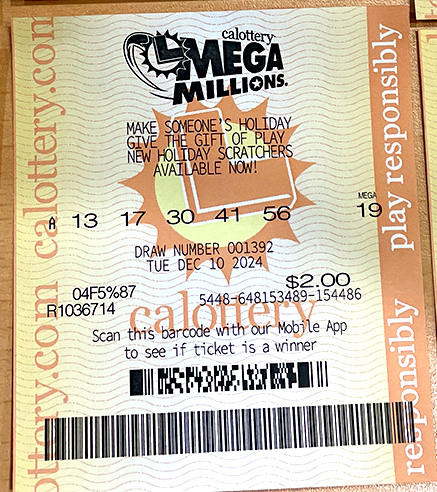 calottery
MEGA
MILLIONS.
MAKE SOMEONE'S HOLIDAY
GIVE THE GIFT OF PLAY
NEW HOLIDAY SCRATCHERS
AVAILABLE NOW!
MEGA
A 13 17 30 41 56 19
DRAW NUMBER 001392
TUE DEC 10 2024
$2.00
04F5%87 5448-648153489-154486
R1036714
calottery
Scan this barcode with our Mobile App
to see if ticket is a winner
ottery.com calottery.com
responsibly play responsibly